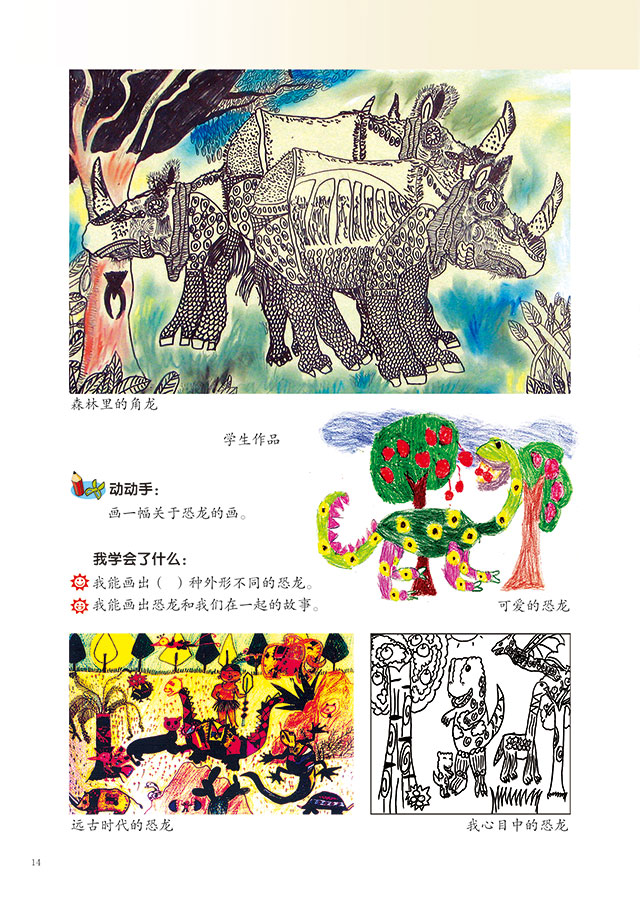 森林里的角龙
学生作品
动动手：
画一幅关于恐龙的画。
我学会了什么：
我能画出（ ）种外形不同的恐龙。
我能画出恐龙和我们在一起的故事。
可爱的恐龙
远古时代的恐龙
我心目中的恐龙
14